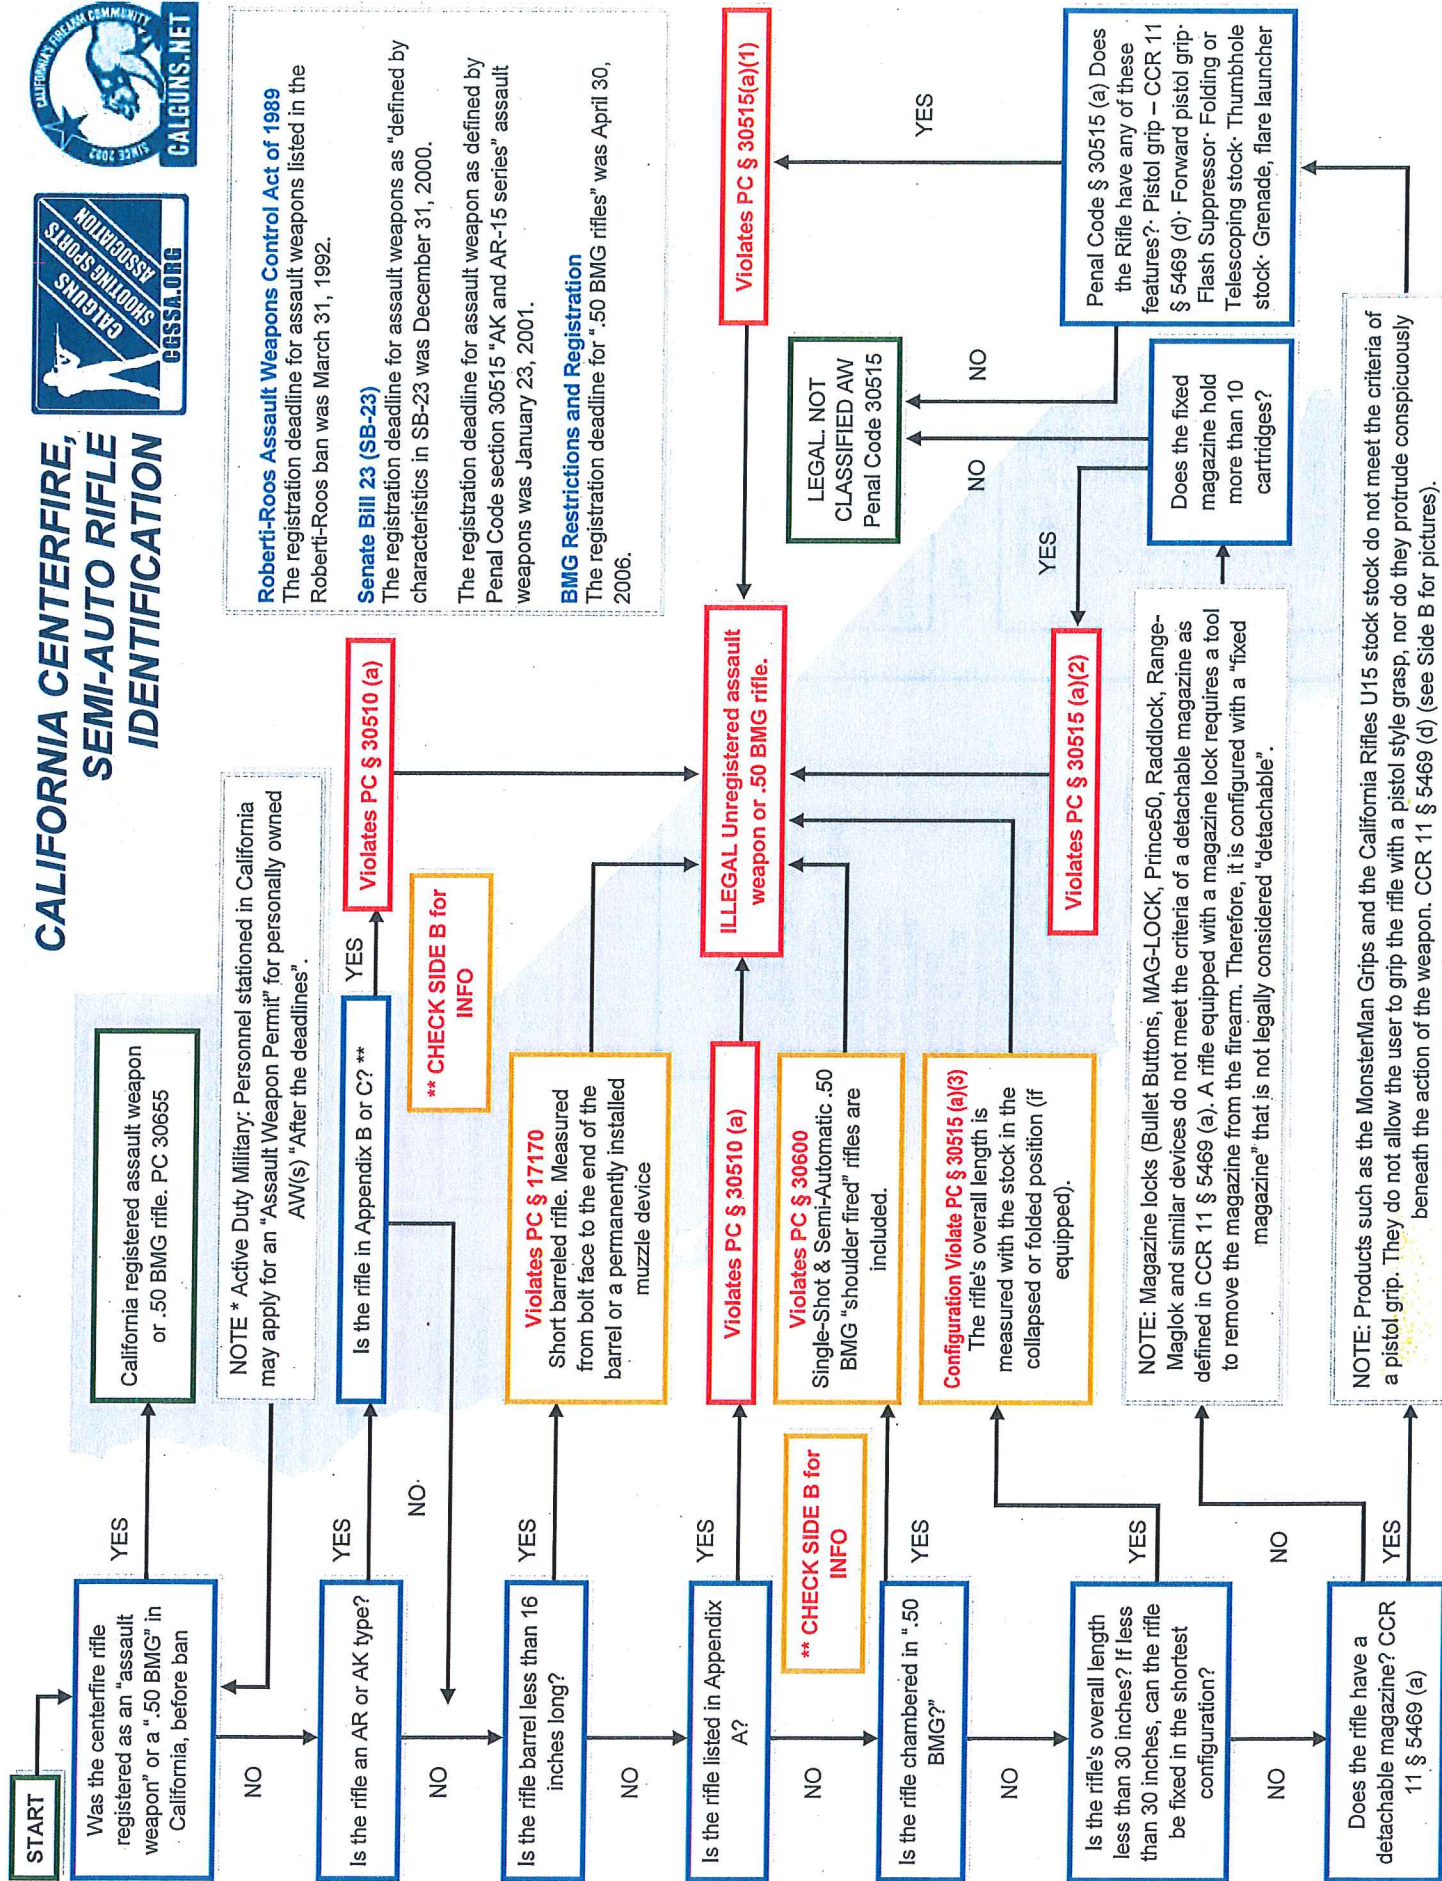 CALIFORNIA CENTERFIRE,
SEMI-AUTO RIFLE
IDENTIFICATION
CALGUNS
SHOOTING SPORTS
ASSOCIATION
CGSSA.ORG
CALIFORNIA'S FIREARM COMMUNITY
SINCE 2002
CALGUNS.NET
START
Was the centerfire rifle
registered as an "assault
weapon" or a ".50 BMG" in
California, before ban
YES
California registered assault weapon
or .50 BMG rifle. PC 30655
NOTE * Active Duty Military: Personnel stationed in California
may apply for an "Assault Weapon Permit" for personally owned
AW(s) "After the deadlines".
NO
Is the rifle an AR or AK type?
YES
Is the rifle in Appendix B or C? **
YES
Violates PC § 30510 (a)
NO
** CHECK SIDE B for
INFO
NO
Is the rifle barrel less than 16
inches long?
YES
Violates PC § 17170
Short barreled rifle. Measured
from bolt face to the end of the
barrel or a permanently installed
muzzle device
NO
Is the rifle listed in Appendix
A?
YES
Violates PC § 30510 (a)
ILLEGAL Unregistered assault
weapon or .50 BMG rifle.
** CHECK SIDE B for
INFO
NO
Is the rifle chambered in ".50
BMG?"
YES
Violates PC § 30600
Single-Shot & Semi-Automatic .50
BMG "shoulder fired" rifles are
included.
NO
Is the rifle's overall length
less than 30 inches? If less
than 30 inches, can the rifle
be fixed in the shortest
configuration?
YES
Configuration Violate PC § 30515 (a)(3)
The rifle's overall length is
measured with the stock in the
collapsed or folded position (if
equipped).
NO
Does the rifle have a
detachable magazine? CCR
11 § 5469 (a)
NO
NOTE: Magazine locks (Bullet Buttons, MAG-LOCK, Prince50, Raddlock, Range-
Maglok and similar devices do not meet the criteria of a detachable magazine as
defined in CCR 11 § 5469 (a). A rifle equipped with a magazine lock requires a tool
to remove the magazine from the firearm. Therefore, it is configured with a "fixed
magazine" that is not legally considered "detachable".
YES
NOTE: Products such as the MonsterMan Grips and the California Rifles U15 stock stock do not meet the criteria of
a pistol grip. They do not allow the user to grip the rifle with a pistol style grasp, nor do they protrude conspicuously
beneath the action of the weapon. CCR 11 § 5469 (d) (see Side B for pictures).
Does the fixed
magazine hold
more than 10
cartridges?
YES
Violates PC § 30515 (a)(2)
NO
LEGAL. NOT
CLASSIFIED AW
Penal Code 30515
NO
Penal Code § 30515 (a) Does
the Rifle have any of these
features?· Pistol grip – CCR 11
§ 5469 (d)· Forward pistol grip·
Flash Suppressor· Folding or
Telescoping stock· Thumbhole
stock· Grenade, flare launcher
YES
Violates PC § 30515(a)(1)
Roberti-Roos Assault Weapons Control Act of 1989
The registration deadline for assault weapons listed in the
Roberti-Roos ban was March 31, 1992.
Senate Bill 23 (SB-23)
The registration deadline for assault weapons as "defined by
characteristics in SB-23 was December 31, 2000.
The registration deadline for assault weapon as defined by
Penal Code section 30515 "AK and AR-15 series" assault
weapons was January 23, 2001.
BMG Restrictions and Registration
The registration deadline for ".50 BMG rifles" was April 30,
2006.